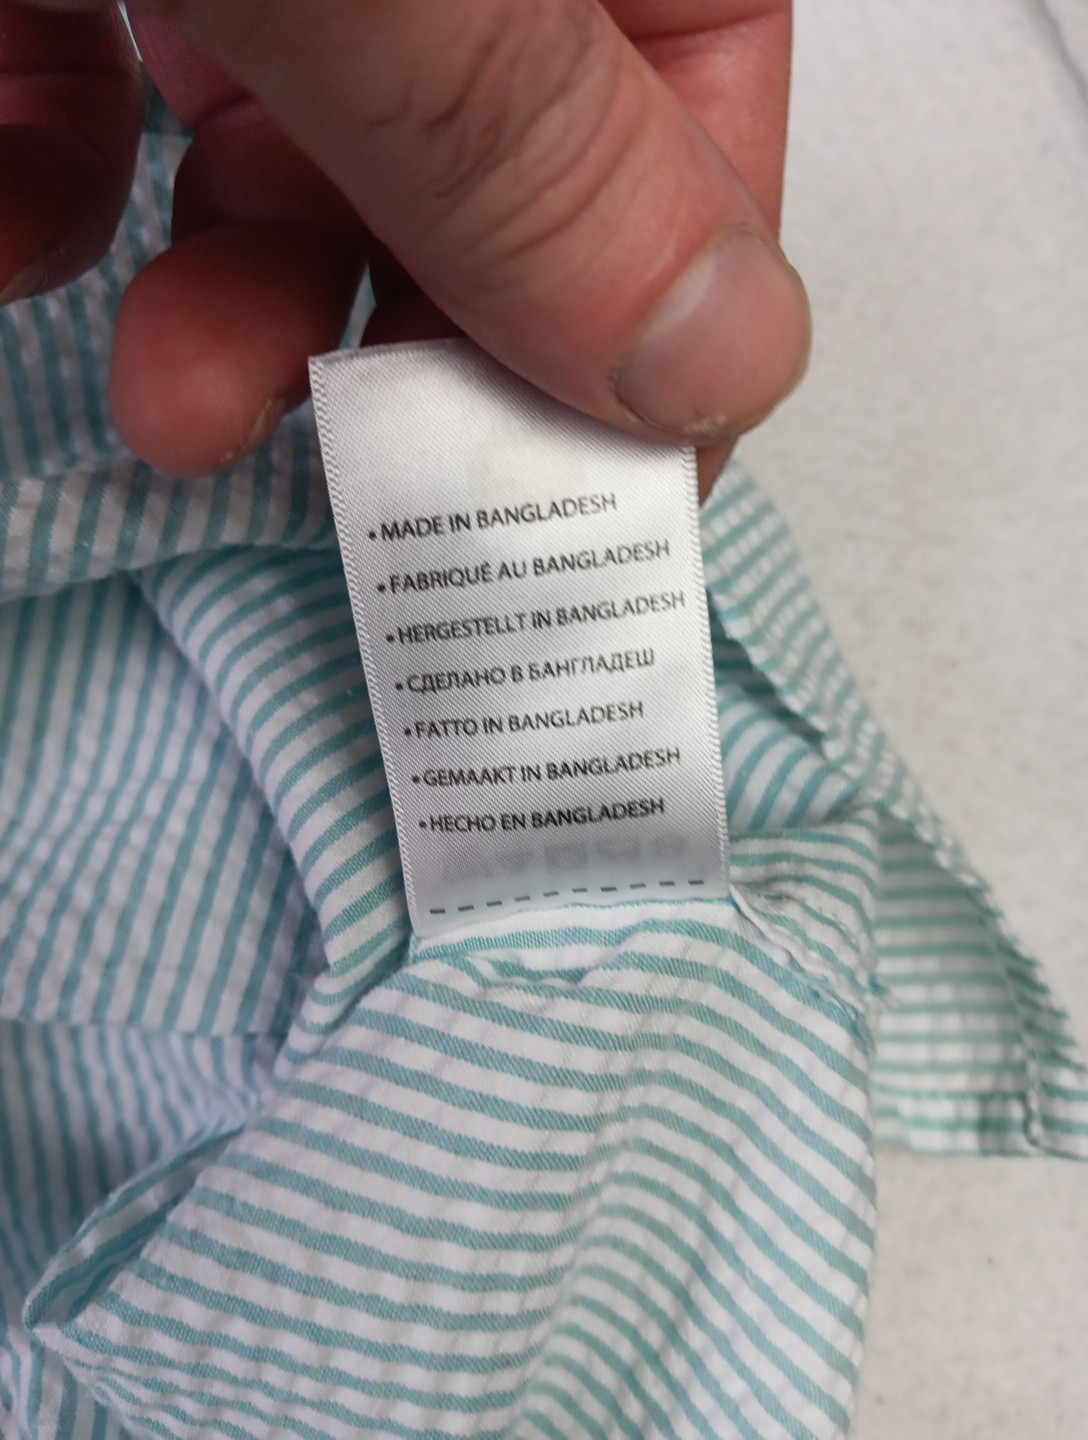 • MADE IN BANGLADESH
• FABRIQUÉ AU BANGLADESH
• HERGESTELLT IN BANGLADESH
• СДЕЛАНО В БАНГЛАДЕШ
• FATTO IN BANGLADESH
• GEMAAKT IN BANGLADESH
• HECHO EN BANGLADESH